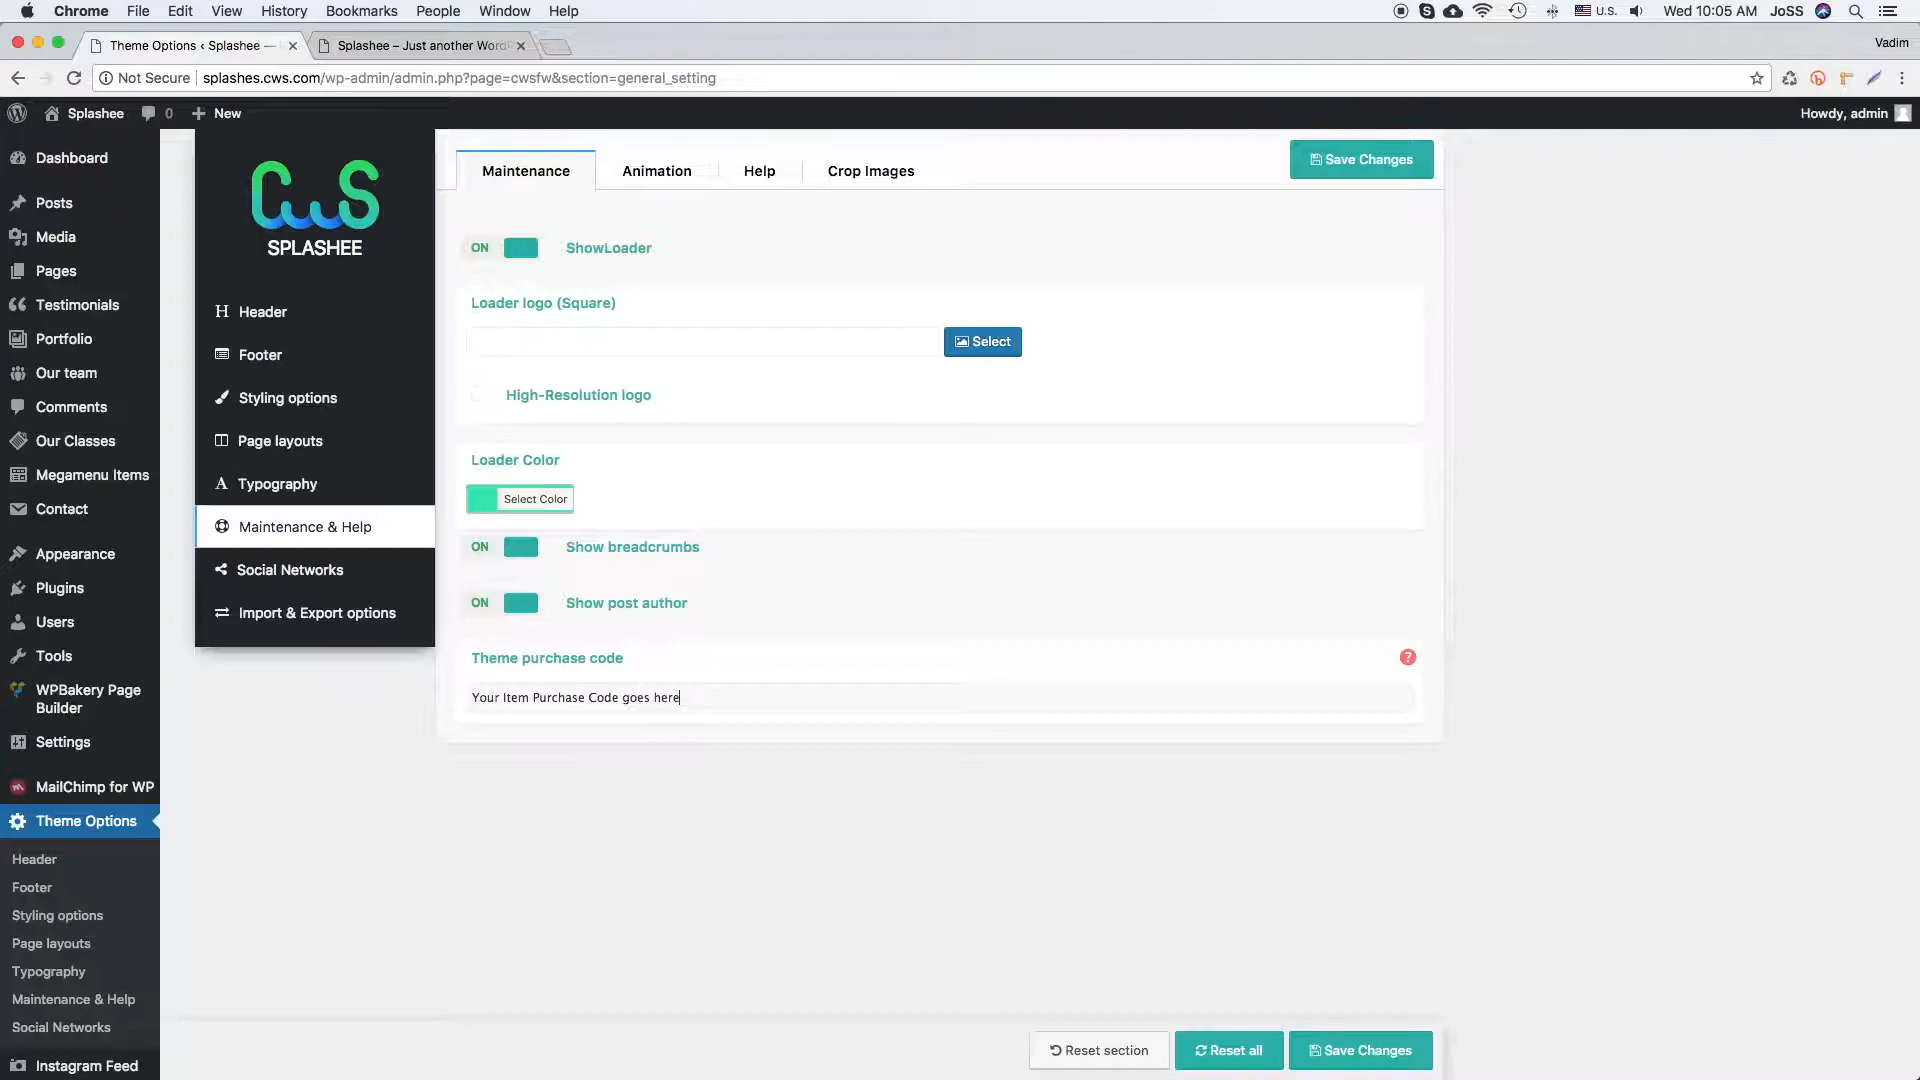 Chrome File Edit View History Bookmarks People Window Help U.S. Wed 10:05 AM JoSS
Theme Options ‹ Splashee — Splashee – Just another Word Vadim
Not Secure splashes.cws.com/wp-admin/admin.php?page=cwsfw&section=general_setting
Splashee 0 New Howdy, admin
Dashboard
Posts
Media
Pages
Testimonials
Portfolio
Our team
Comments
Our Classes
Megamenu Items
Contact
Appearance
Plugins
Users
Tools
WPBakery Page
Builder
Settings
MailChimp for WP
Theme Options
Header
Footer
Styling options
Page layouts
Typography
Maintenance & Help
Social Networks
Instagram Feed
CWS
SPLASHEE
Header
Footer
Styling options
Page layouts
Typography
Maintenance & Help
Social Networks
Import & Export options
Maintenance Animation Help Crop Images Save Changes
ON ShowLoader
Loader logo (Square)
Select
High-Resolution logo
Loader Color
Select Color
ON Show breadcrumbs
ON Show post author
Theme purchase code ?
Your Item Purchase Code goes here
Reset section Reset all Save Changes